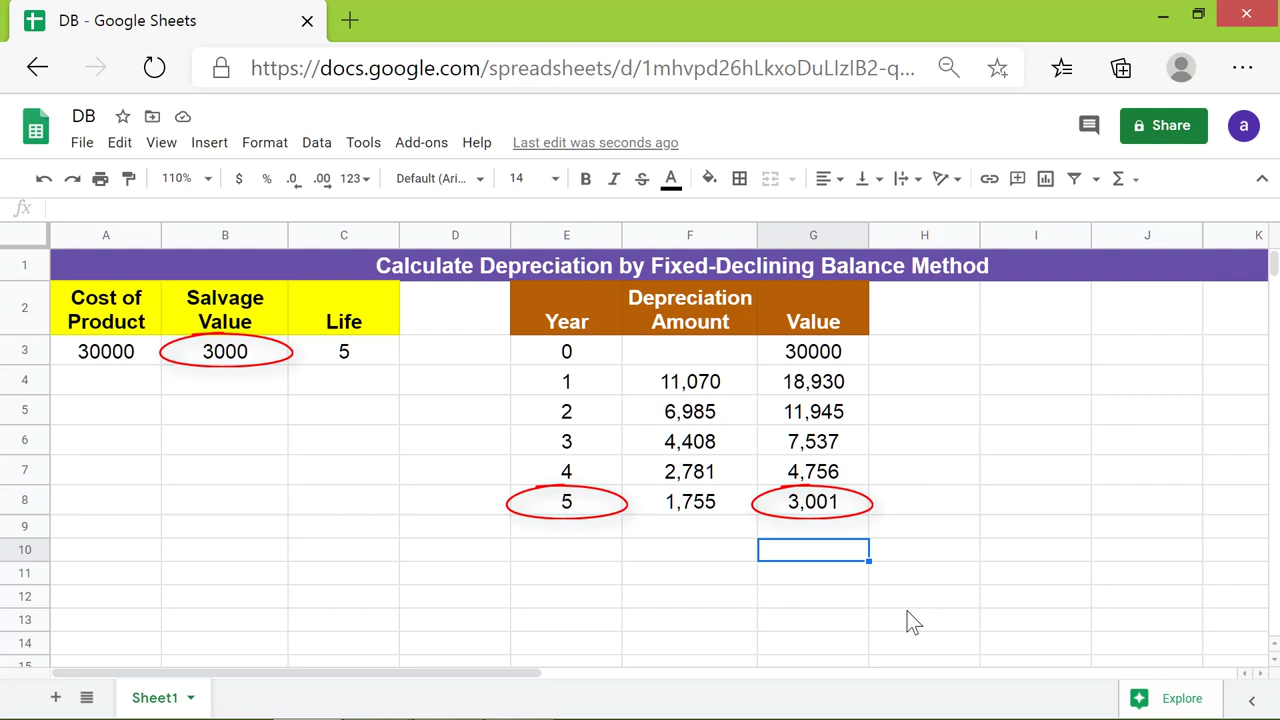 DB - Google Sheets
https://docs.google.com/spreadsheets/d/1mhvpd26hLkxoDuLIzIB2-q...
DB
Share
a
File Edit View Insert Format Data Tools Add-ons Help Last edit was seconds ago
110% $ % .0 .00 123 Default (Ari... 14 B I S A Σ
fx
A B C D E F G H I J K
1 Calculate Depreciation by Fixed-Declining Balance Method
Cost of Salvage Depreciation
2 Product Value Life Year Amount Value
3 30000 3000 5 0 30000
4 1 11,070 18,930
5 2 6,985 11,945
6 3 4,408 7,537
7 4 2,781 4,756
8 5 1,755 3,001
9
10
11
12
13
14
15
Sheet1 Explore